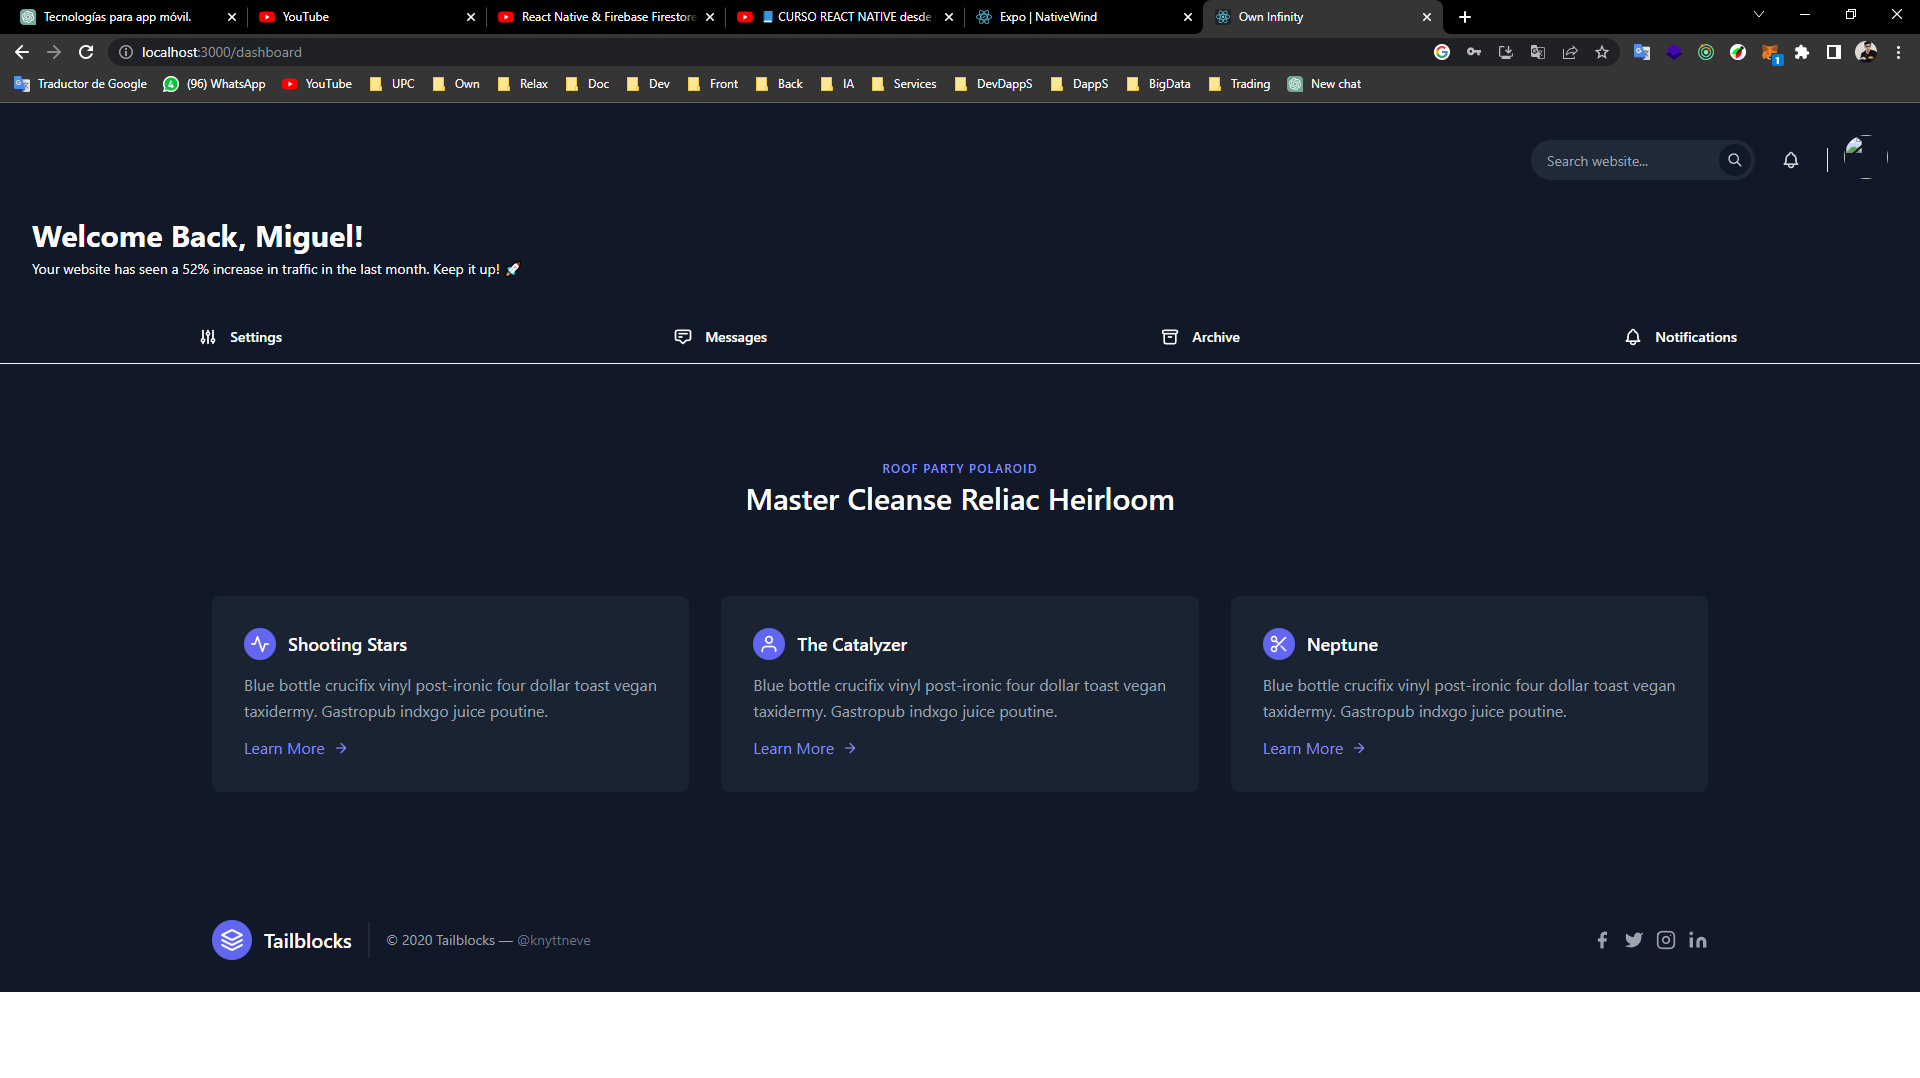 Tecnologías para app móvil.
YouTube
React Native & Firebase Firestore
CURSO REACT NATIVE desde
Expo | NativeWind
Own Infinity
localhost:3000/dashboard
1
Traductor de Google
(96) WhatsApp
YouTube
UPC
Own
Relax
Doc
Dev
Front
Back
IA
Services
DevDappS
DappS
BigData
Trading
New chat
Search website...
Welcome Back, Miguel!
Your website has seen a 52% increase in traffic in the last month. Keep it up! 🚀
Settings
Messages
Archive
Notifications
ROOF PARTY POLAROID
Master Cleanse Reliac Heirloom
Shooting Stars
Blue bottle crucifix vinyl post-ironic four dollar toast vegan
taxidermy. Gastropub indxgo juice poutine.
Learn More →
The Catalyzer
Blue bottle crucifix vinyl post-ironic four dollar toast vegan
taxidermy. Gastropub indxgo juice poutine.
Learn More →
Neptune
Blue bottle crucifix vinyl post-ironic four dollar toast vegan
taxidermy. Gastropub indxgo juice poutine.
Learn More →
Tailblocks
© 2020 Tailblocks — @knyttneve